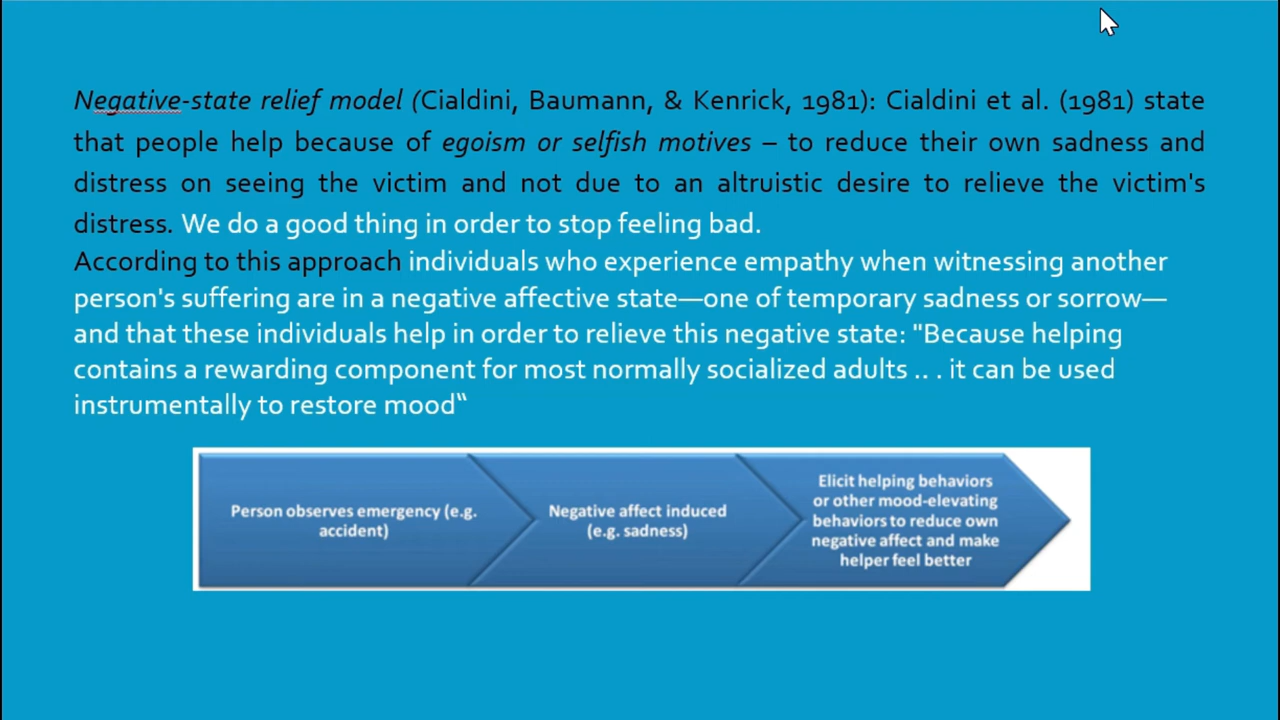 Negative-state relief model (Cialdini, Baumann, & Kenrick, 1981): Cialdini et al. (1981) state
that people help because of egoism or selfish motives – to reduce their own sadness and
distress on seeing the victim and not due to an altruistic desire to relieve the victim's
distress. We do a good thing in order to stop feeling bad.
According to this approach individuals who experience empathy when witnessing another
person's suffering are in a negative affective state—one of temporary sadness or sorrow—
and that these individuals help in order to relieve this negative state: "Because helping
contains a rewarding component for most normally socialized adults .. . it can be used
instrumentally to restore mood“
Person observes emergency (e.g.
accident)
Negative affect induced
(e.g. sadness)
Elicit helping behaviors
or other mood-elevating
behaviors to reduce own
negative affect and make
helper feel better